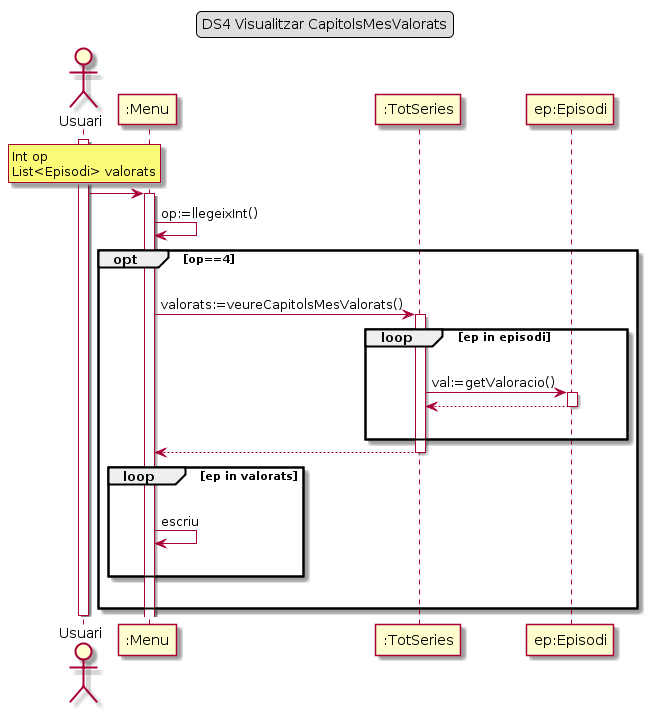 DS4 Visualitzar CapitolsMesValorats
Usuari
:Menu
:TotSeries
ep:Episodi
Int op
List<Episodi> valorats
op:=llegeixInt()
opt
[op==4]
valorats:=veureCapitolsMesValorats()
loop
[ep in episodi]
val:=getValoracio()
loop
[ep in valorats]
escriu
Usuari
:Menu
:TotSeries
ep:Episodi